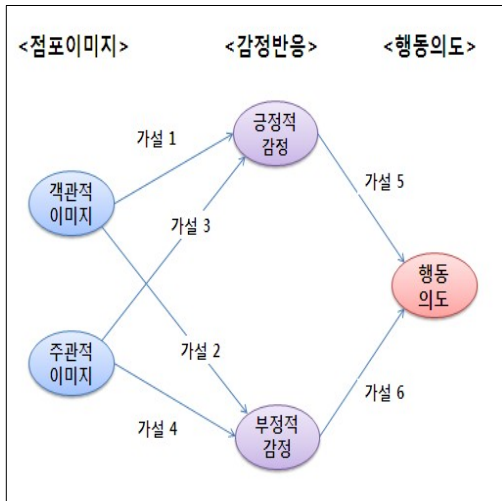 <점포이미지> <감정반응> <행동의도>
긍정적
감정
가설 1
가설 5
객관적
이미지
가설 3
행동
의도
주관적
이미지
가설 2
가설 6
가설 4
부정적
감정